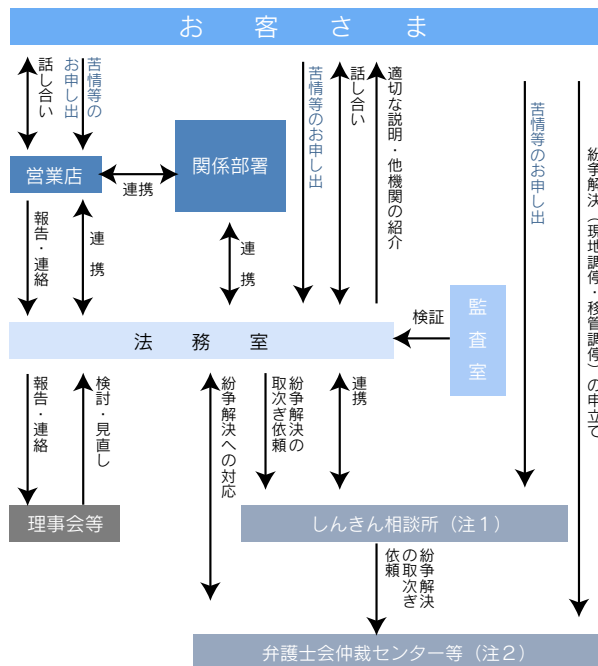 お客さま
話し合い
苦情等の
お申し出
苦情等のお申し出
話し合い
適切な説明・他機関の紹介
苦情等のお申し出
紛争解決（現地調停・移管調停）の申立て
営業店
連携
関係部署
報告・連絡
連携
連携
監査室
検証
法務室
報告・連絡
検討・見直し
紛争解決への対応
紛争解決の
取次ぎ依頼
連携
理事会等
しんきん相談所（注１）
紛争解決
の取次ぎ
依頼
弁護士会仲裁センター等（注２）